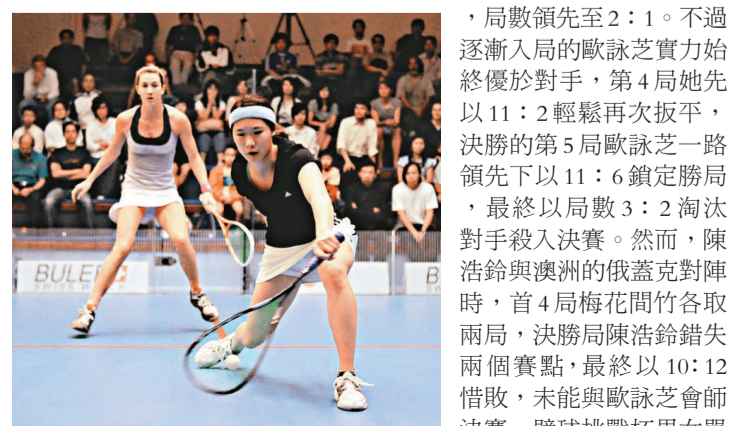 ，局數領先至2：1。不過
逐漸入局的歐詠芝實力始
終優於對手，第4局她先
以11：2輕鬆再次扳平，
決勝的第5局歐詠芝一路
領先下以11：6鎖定勝局
，最終以局數3：2淘汰
對手殺入決賽。然而，陳
浩鈴與澳洲的俄蓋克對陣
時，首4局梅花間竹各取
兩局，決勝局陳浩鈴錯失
兩個賽點，最終以10：12
惜敗，未能與歐詠芝會師